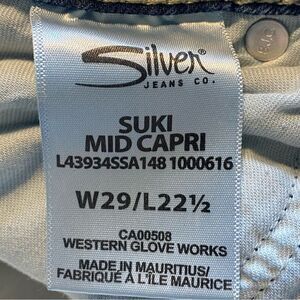 Silver®
JEANS CO.
SUKI
MID CAPRI
L43934SSA148 1000616
W29/L22½
CA00508
WESTERN GLOVE WORKS
MADE IN MAURITIUS/
FABRIQUÉ À L'ÎLE MAURICE